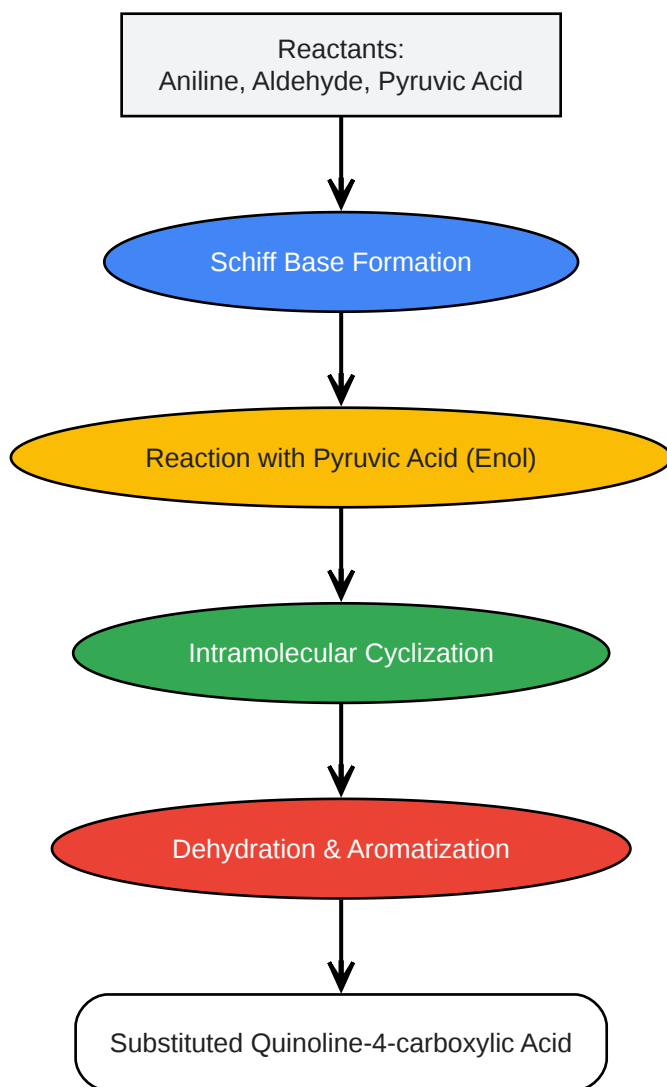 Reactants:
Aniline, Aldehyde, Pyruvic Acid
Schiff Base Formation
Reaction with Pyruvic Acid (Enol)
Intramolecular Cyclization
Dehydration & Aromatization
Substituted Quinoline-4-carboxylic Acid